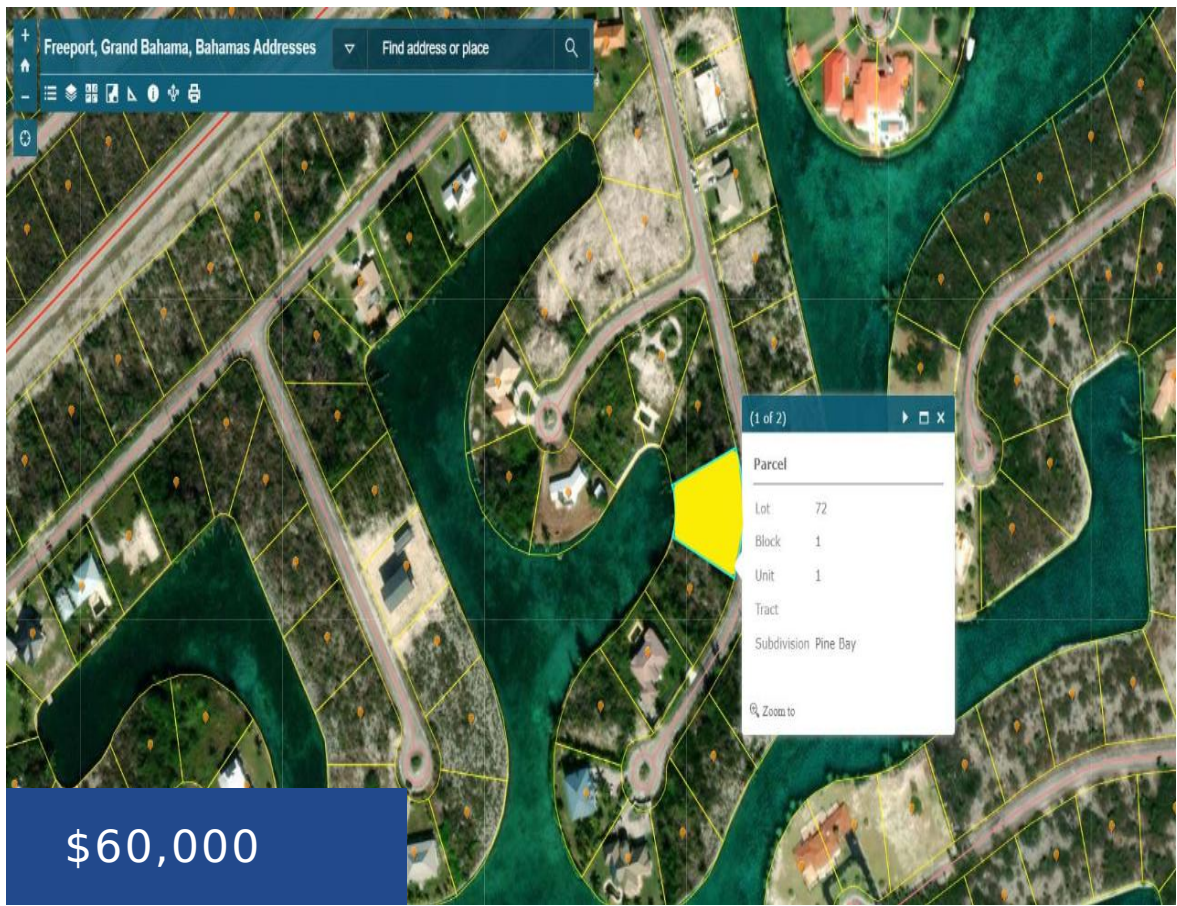 Freeport, Grand Bahama, Bahamas Addresses
Find address or place
(1 of 2)
Parcel
Lot 72
Block 1
Unit 1
Tract
Subdivision Pine Bay
Zoom to
$60,000